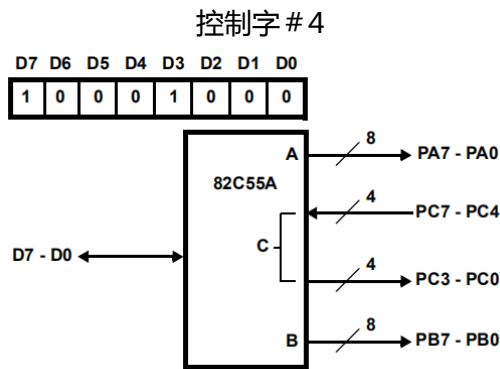 控制字＃4
D7 D6 D5 D4 D3 D2 D1 D0
1 0 0 0 1 0 0 0
A 8 PA7 - PA0
82C55A
4 PC7 - PC4
D7 - D0 C
4 PC3 - PC0
B 8 PB7 - PB0